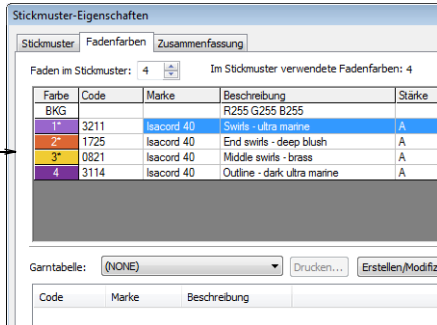 Stickmuster-Eigenschaften
Stickmuster Fadenfarben Zusammenfassung
Faden im Stickmuster: 4 Im Stickmuster verwendete Fadenfarben: 4
Farbe Code Marke Beschreibung Stärke
BKG R255 G255 B255
1* 3211 Isacord 40 Swirls - ultra marine A
2* 1725 Isacord 40 End swirls - deep blush A
3* 0821 Isacord 40 Middle swirls - brass A
4 3114 Isacord 40 Outline - dark ultra marine A
Garntabelle: (NONE) Drucken... Erstellen/Modifiz
Code Marke Beschreibung